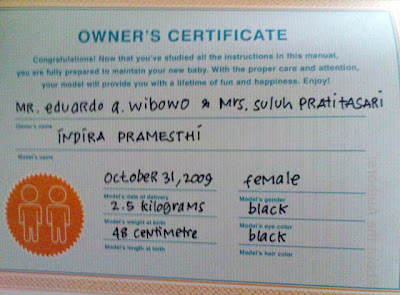 OWNER'S CERTIFICATE
Congratulations! Now that you've studied all the instructions in this manual,
you are fully prepared to maintain your new baby. With the proper care and attention,
your model will provide you with a lifetime of fun and happiness. Enjoy!
MR. eduardo a. WIBOWO & MRS. SULUH PRATITASARI
Owner's name
INDIRA PRAMESTHI
Model's name
OCTOBER 31, 2009 female
Model's date of delivery Model's gender
2.5 kilograms black
Model's weight at birth Model's eye color
48 centimetre black
Model's length at birth Model's hair color